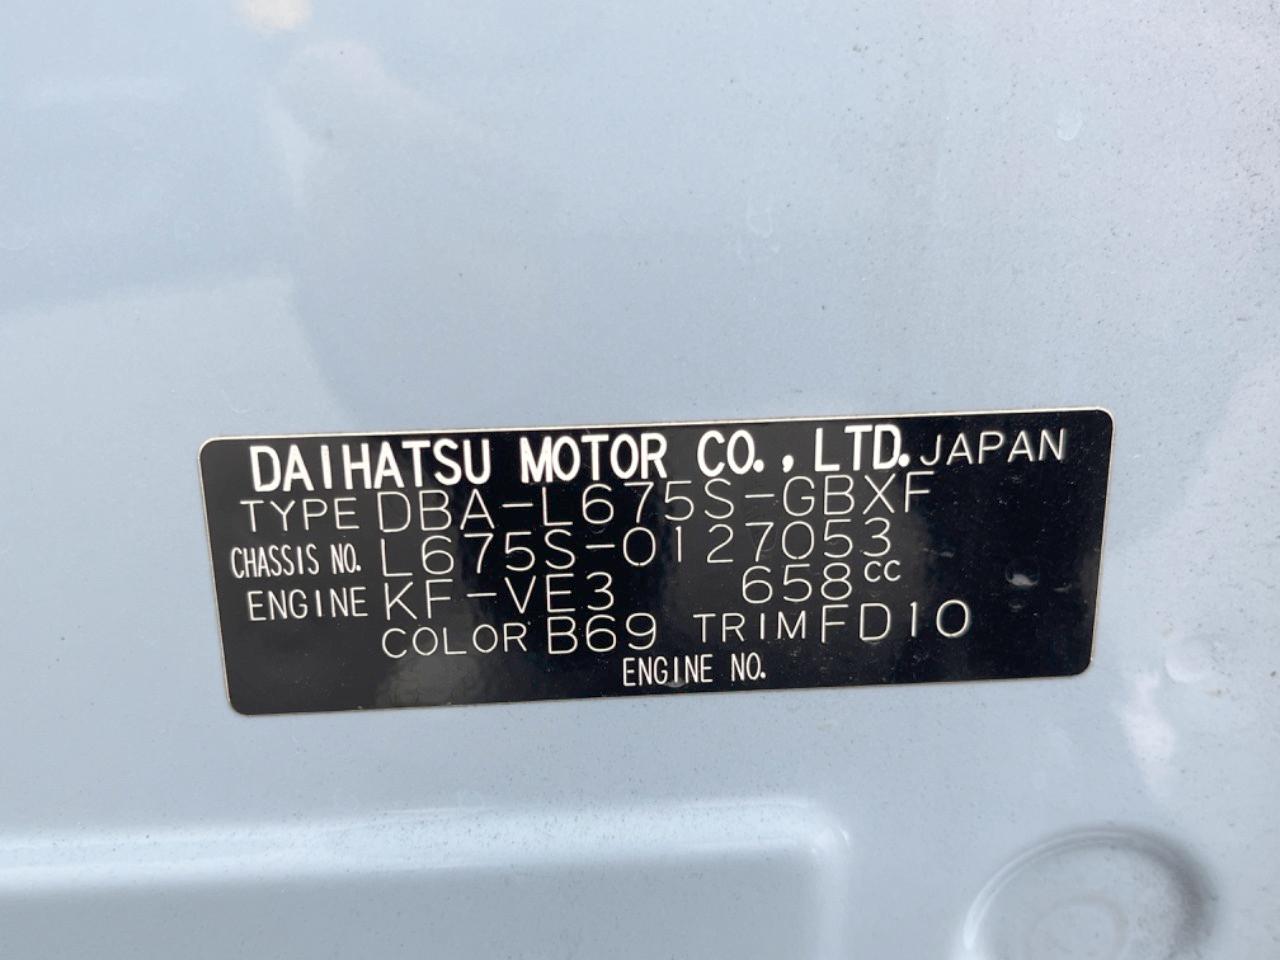 DAIHATSU MOTOR CO., LTD. JAPAN
TYPE DBA-L675S-GBXF
CHASSIS NO. L675S-0127053
ENGINE KF-VE3 658cc
COLOR B69 TRIM FD10
ENGINE NO.